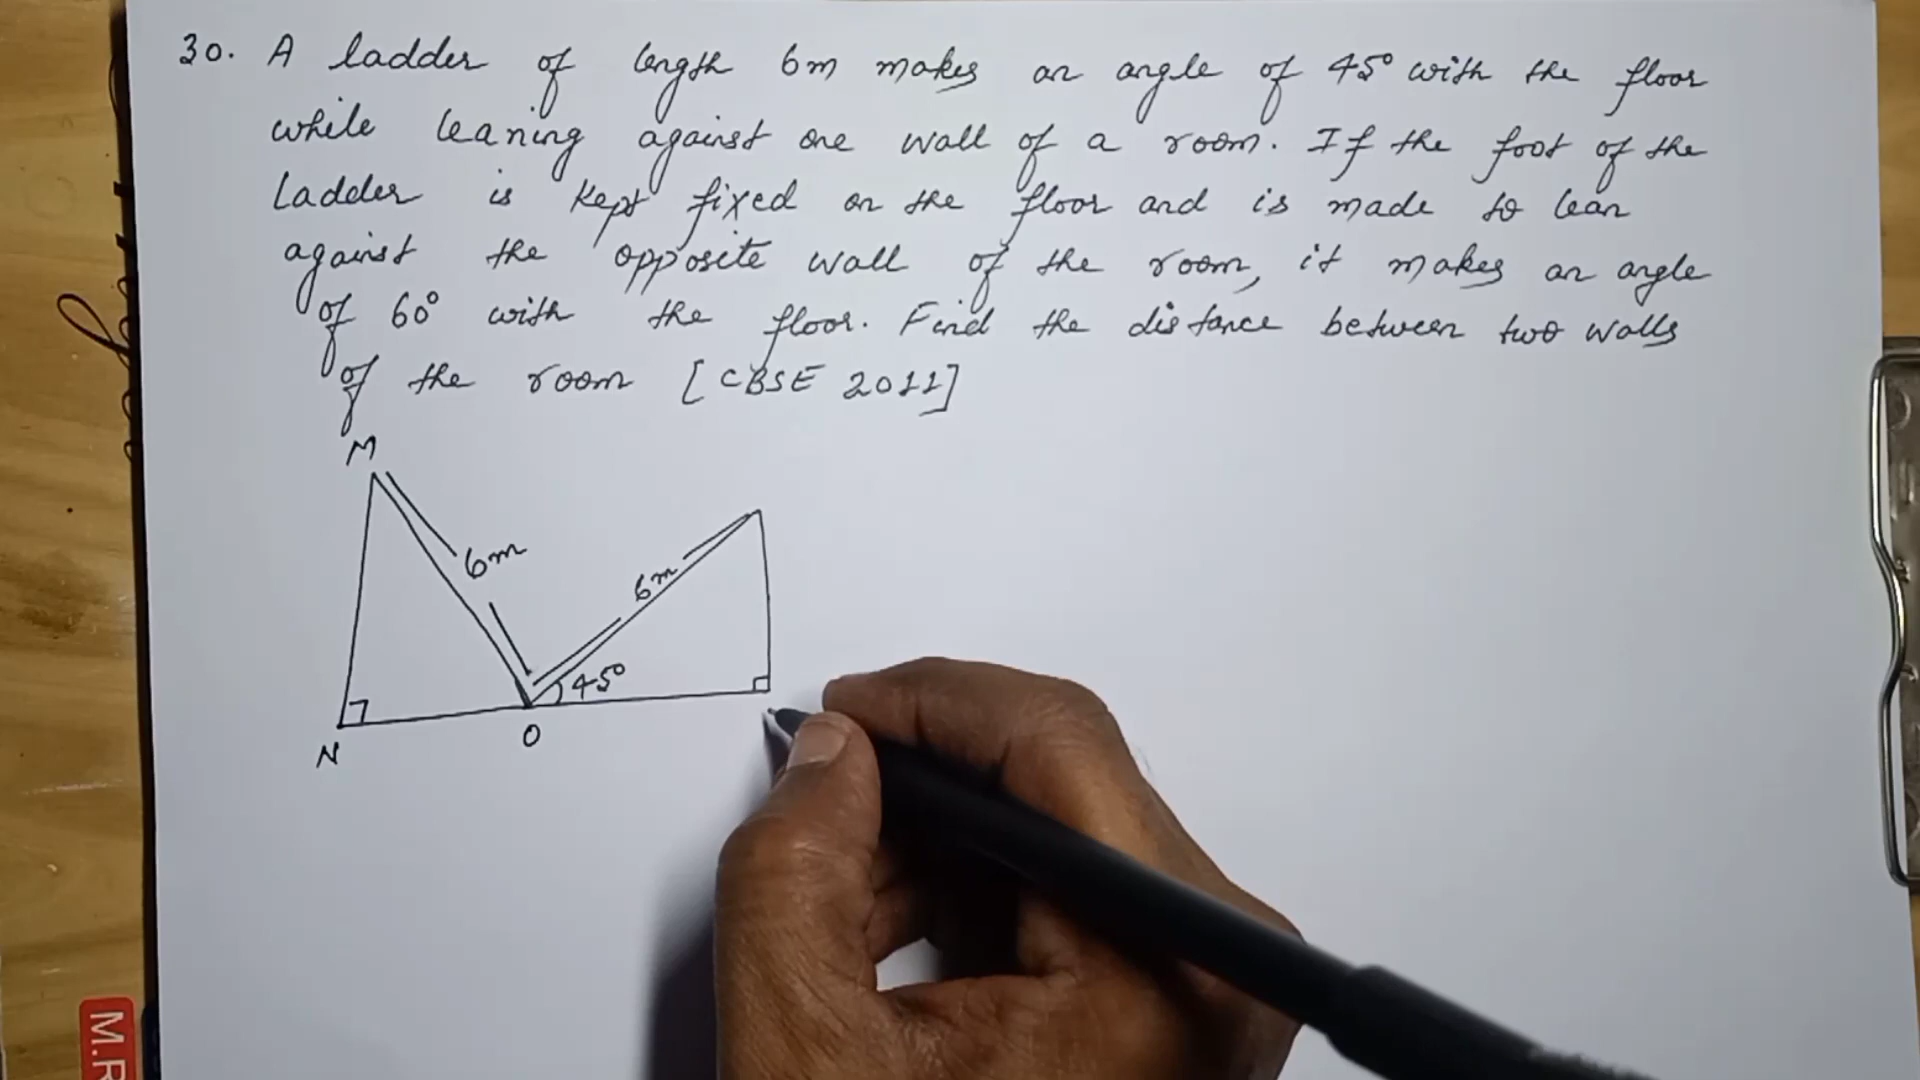 30. A ladder of length 6m makes an angle of 45° with the floor
while leaning against one wall of a room. If the foot of the
ladder is kept fixed on the floor and is made to lean
against the opposite wall of the room, it makes an angle
of 60° with the floor. Find the distance between two walls
of the room [CBSE 2011]
M
6m
6m
45°
N
O
M.R